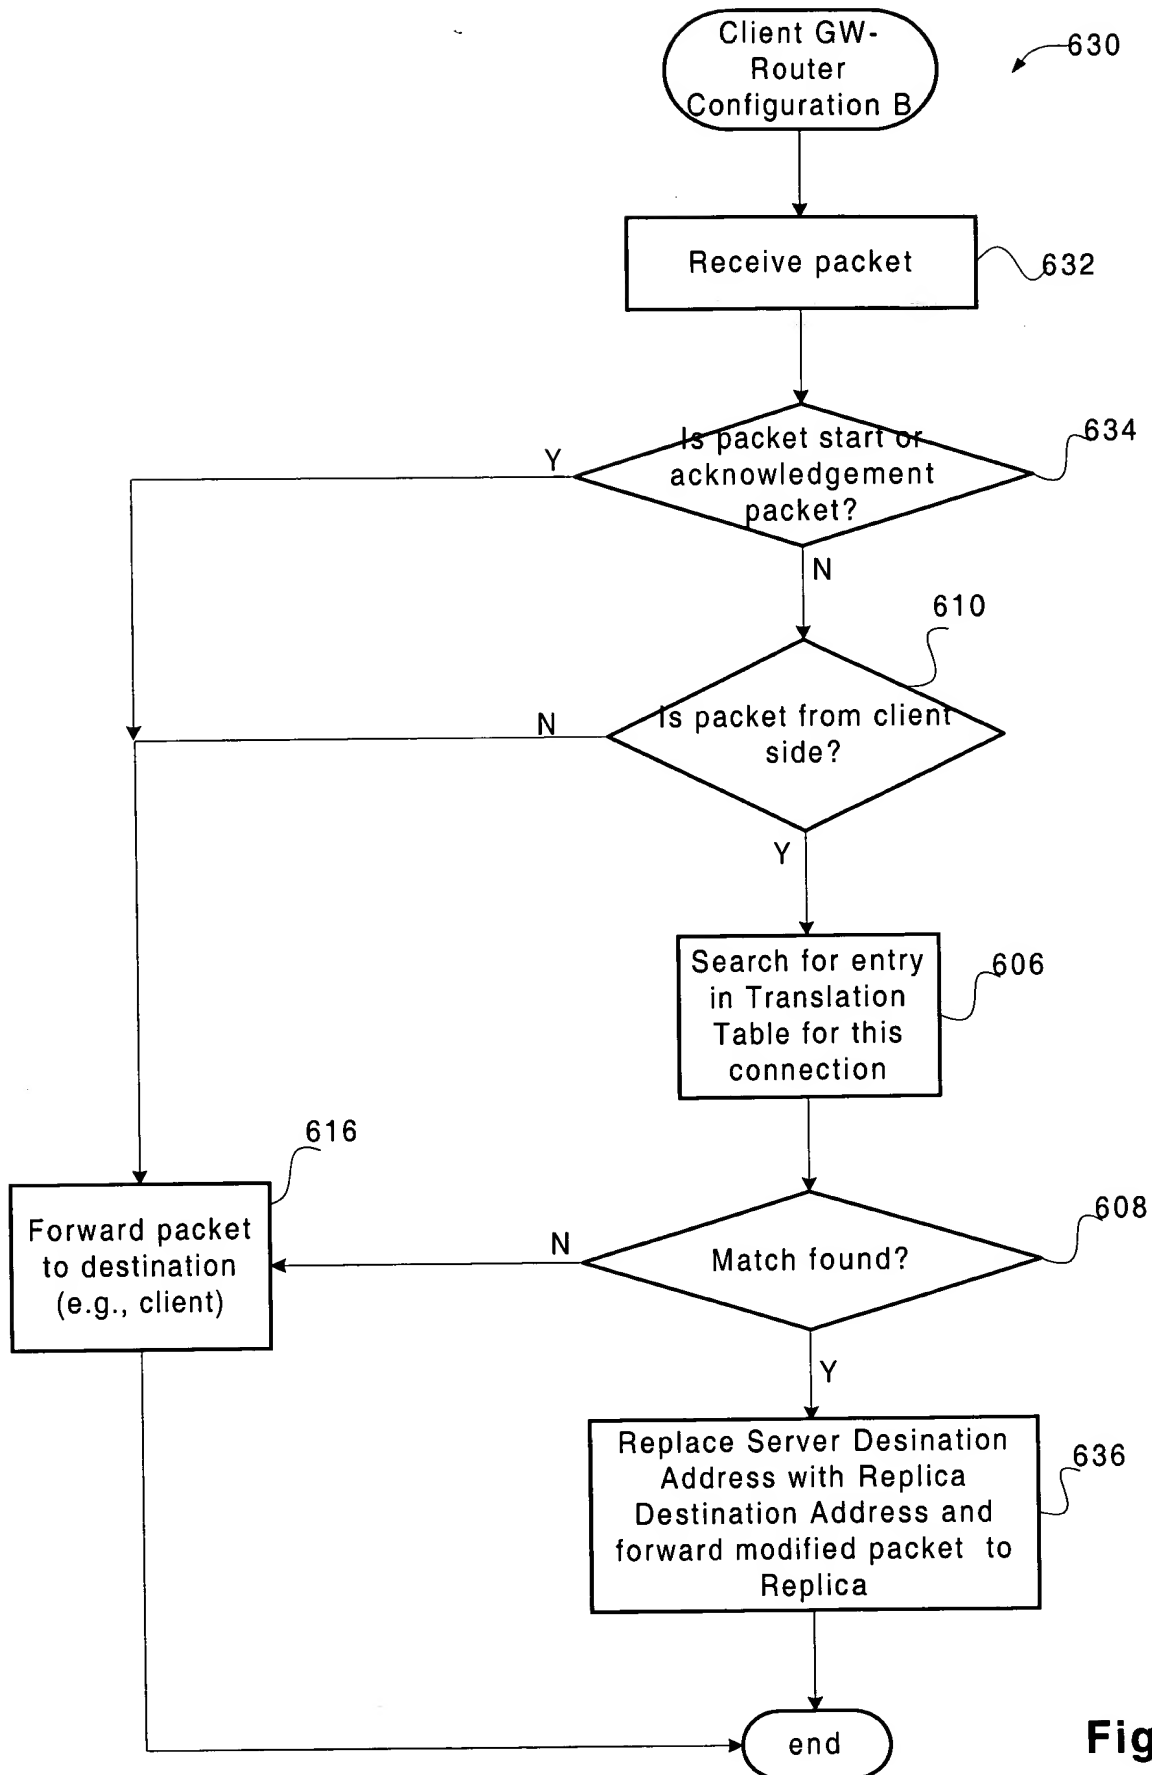 Client GW-
Router
Configuration B
630
Receive packet
632
Is packet start or
acknowledgement
packet?
634
Y
N
610
Is packet from client
side?
N
Y
Search for entry
in Translation
Table for this
connection
606
616
Forward packet
to destination
(e.g., client)
N
Match found?
608
Y
Replace Server Desination
Address with Replica
Destination Address and
forward modified packet to
Replica
636
end
Fig